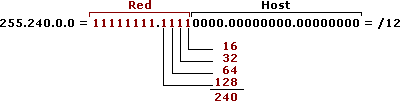 Red Host
255.240.0.0 = 11111111.11110000.00000000.00000000 = /12
16
32
64
128
240